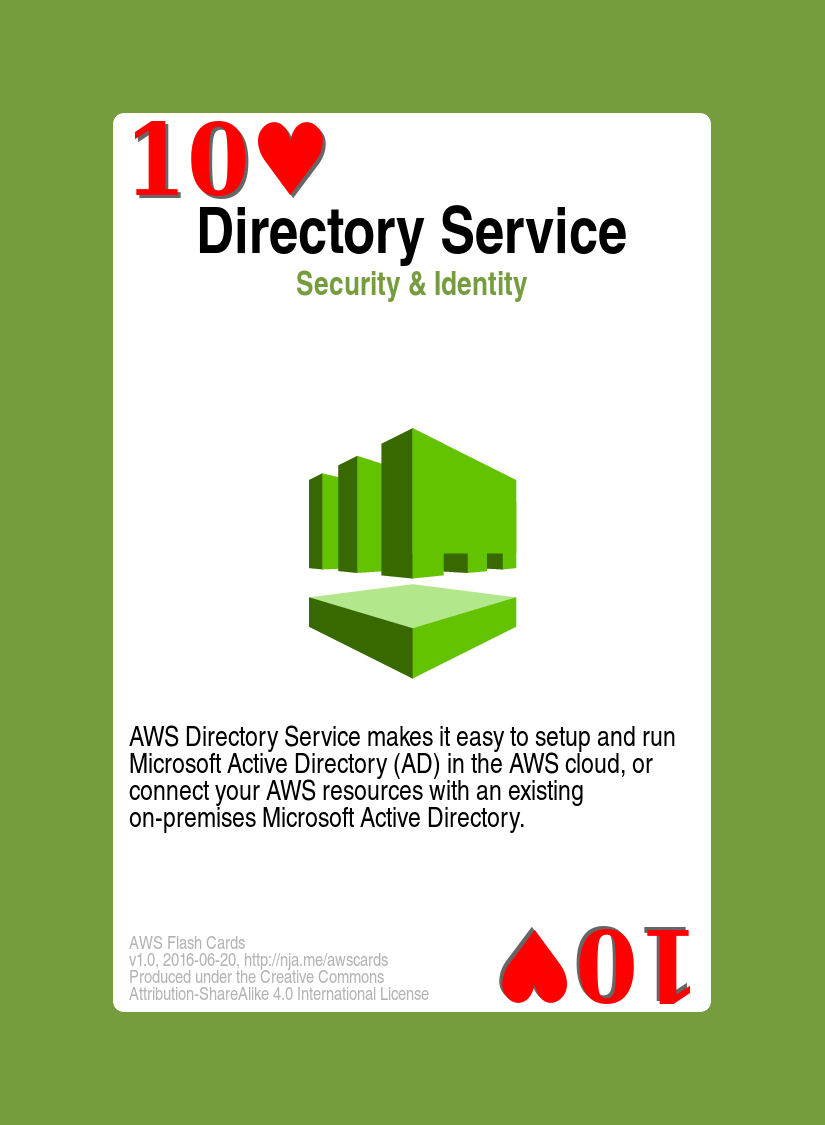 10♥
Directory Service
Security & Identity
AWS Directory Service makes it easy to setup and run
Microsoft Active Directory (AD) in the AWS cloud, or
connect your AWS resources with an existing
on-premises Microsoft Active Directory.
AWS Flash Cards
v1.0, 2016-06-20, http://nja.me/awscards
Produced under the Creative Commons
Attribution-ShareAlike 4.0 International License
10♥